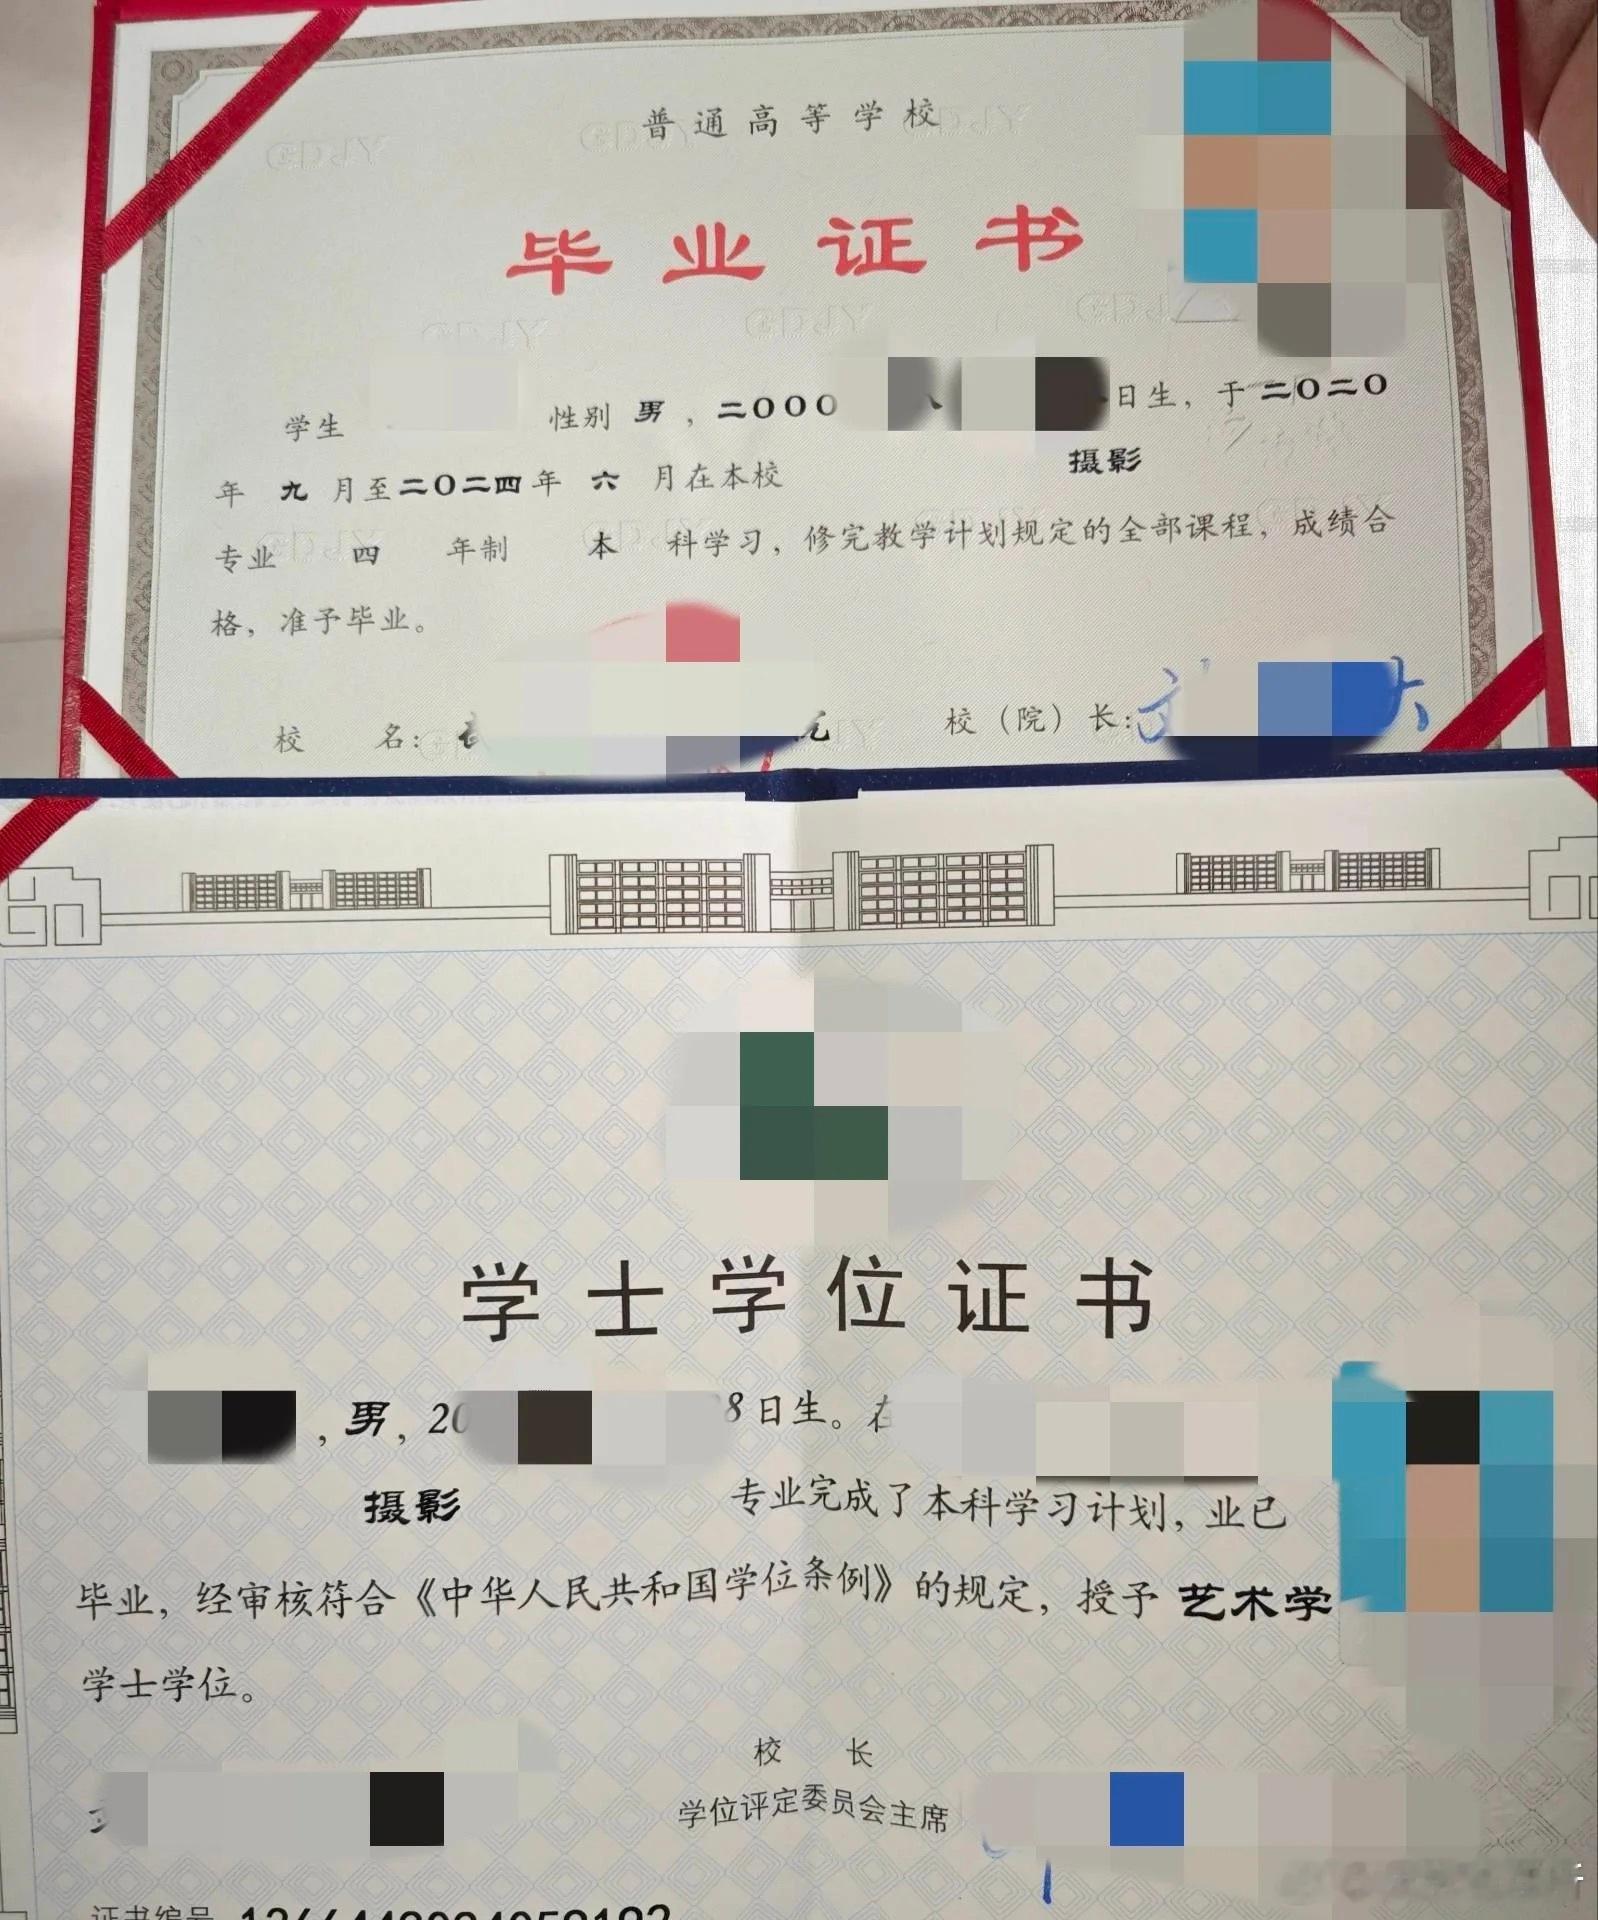 普通高等学校
毕业证书
学生 性别 男，二〇〇〇 日生，于 二〇二〇
年 九 月至 二〇二四 年 六 月在本校 摄影
专业 四 年制 本 科学习，修完教学计划规定的全部课程，成绩合
格，准予毕业。
校 名： 校（院）长：
学士学位证书
，男，20 8日生。在
摄影 专业完成了本科学习计划，业已
毕业，经审核符合《中华人民共和国学位条例》的规定，授予 艺术学
学士学位。
校 长
学位评定委员会主席
证书编号